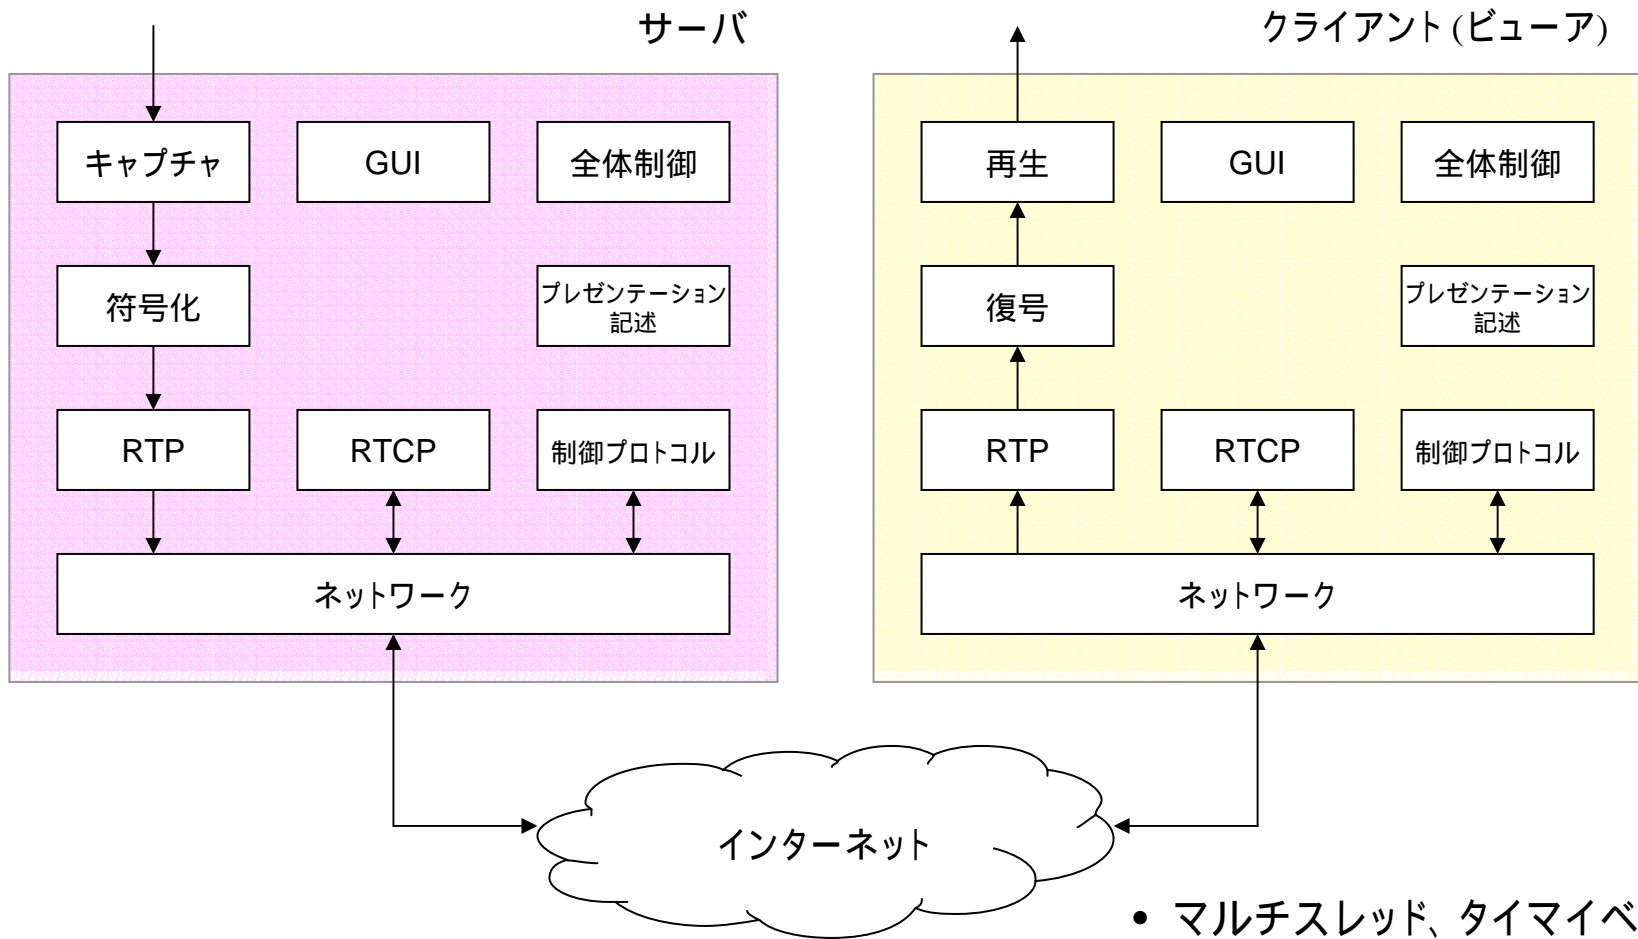 サーバ
クライアント (ビューア)
キャプチャ
GUI
全体制御
再生
GUI
全体制御
符号化
プレゼンテーション
記述
復号
プレゼンテーション
記述
RTP
RTCP
制御プロトコル
RTP
RTCP
制御プロトコル
ネットワーク
ネットワーク
インターネット
• マルチスレッド、タイマイベ